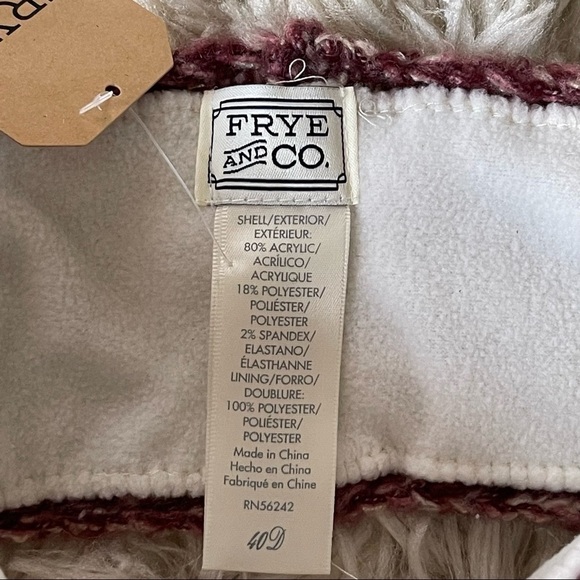 FRYE
AND CO.
SHELL/EXTERIOR/
EXTÉRIEUR:
80% ACRYLIC/
ACRÍLICO/
ACRYLIQUE
18% POLYESTER/
POLIÉSTER/
POLYESTER
2% SPANDEX/
ELASTANO/
ÉLASTHANNE
LINING/FORRO/
DOUBLURE:
100% POLYESTER/
POLIÉSTER/
POLYESTER
Made in China
Hecho en China
Fabriqué en Chine
RN56242
40D